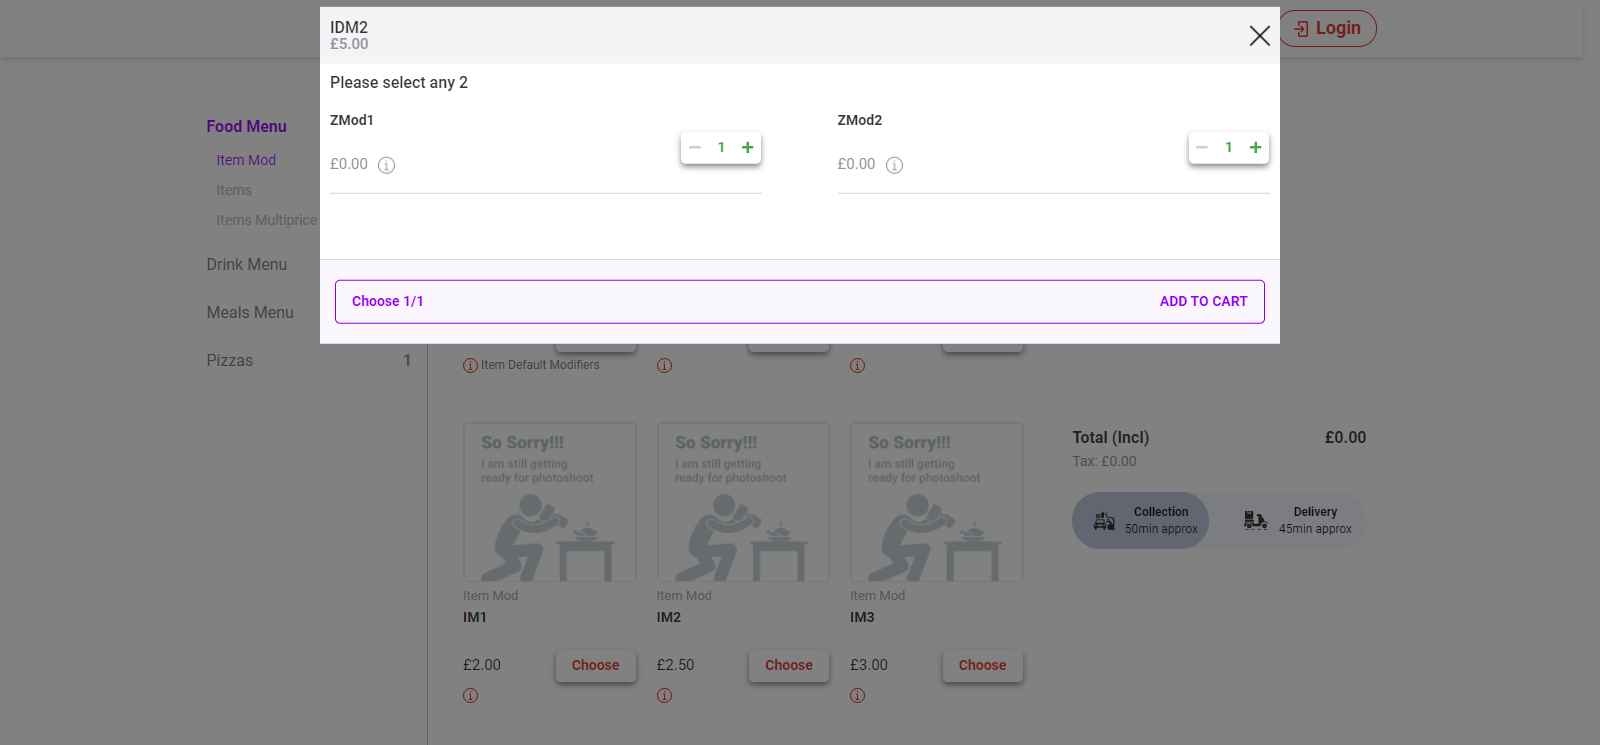 IDM2
£5.00
Login
Please select any 2
ZMod1
£0.00
1
ZMod2
£0.00
1
Choose 1/1
ADD TO CART
Food Menu
Item Mod
Items
Items Multiprice
Drink Menu
Meals Menu
Pizzas 1
Item Default Modifiers
So Sorry!!!
I am still getting
ready for photoshoot
Item Mod
IM1
£2.00
Choose
So Sorry!!!
I am still getting
ready for photoshoot
Item Mod
IM2
£2.50
Choose
So Sorry!!!
I am still getting
ready for photoshoot
Item Mod
IM3
£3.00
Choose
Total (Incl) £0.00
Tax: £0.00
Collection
50min approx
Delivery
45min approx